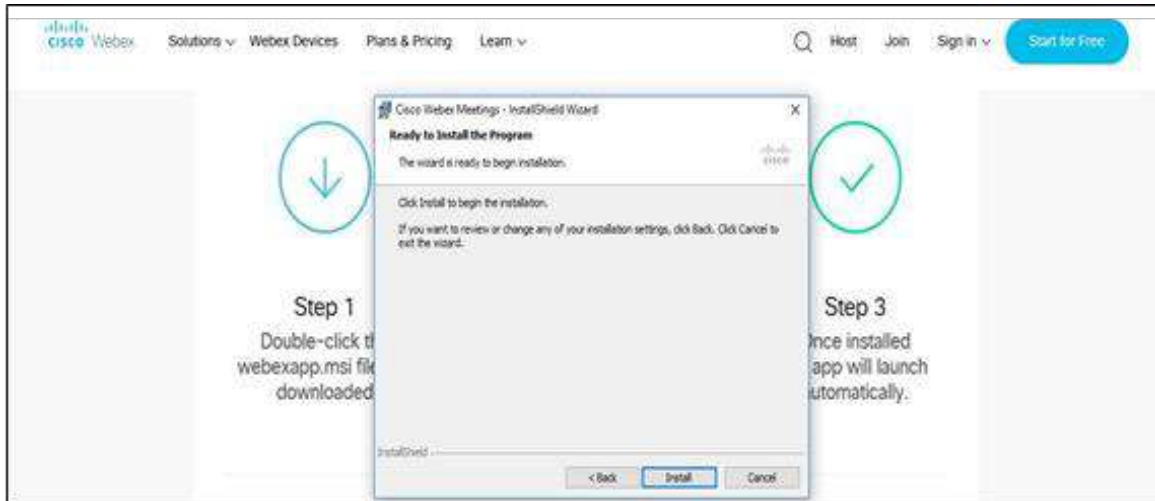 cisco Webex Solutions Webex Devices Plans & Pricing Learn Host Join Sign in Start for Free
Cisco Webex Meetings - InstallShield Wizard X
Ready to Install the Program
The wizard is ready to begin installation.
cisco
Click Install to begin the installation.
If you want to review or change any of your installation settings, click Back. Click Cancel to
exit the wizard.
InstallShield
< Back Install Cancel
Step 1
Double-click th
webexapp.msi file
downloaded
Step 3
Once installed
app will launch
utomatically.